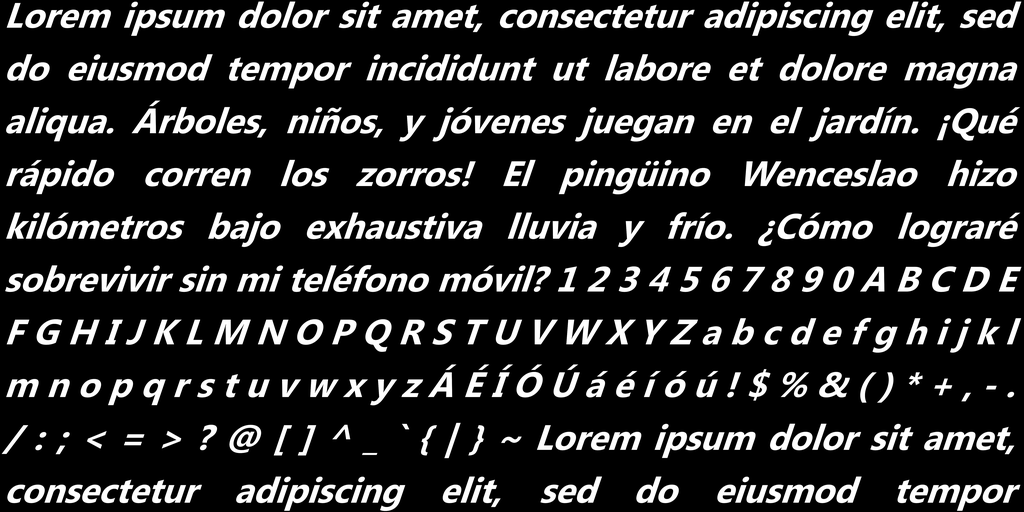 Lorem ipsum dolor sit amet, consectetur adipiscing elit, sed
do eiusmod tempor incididunt ut labore et dolore magna
aliqua. Árboles, niños, y jóvenes juegan en el jardín. ¡Qué
rápido corren los zorros! El pingüino Wenceslao hizo
kilómetros bajo exhaustiva lluvia y frío. ¿Cómo lograré
sobrevivir sin mi teléfono móvil? 1 2 3 4 5 6 7 8 9 0 A B C D E
F G H I J K L M N O P Q R S T U V W X Y Z a b c d e f g h i j k l
m n o p q r s t u v w x y z Á É Í Ó Ú á é í ó ú ! $ % & ( ) * + , - .
/ : ; < = > ? @ [ ] ^ _ ` { | } ~ Lorem ipsum dolor sit amet,
consectetur adipiscing elit, sed do eiusmod tempor